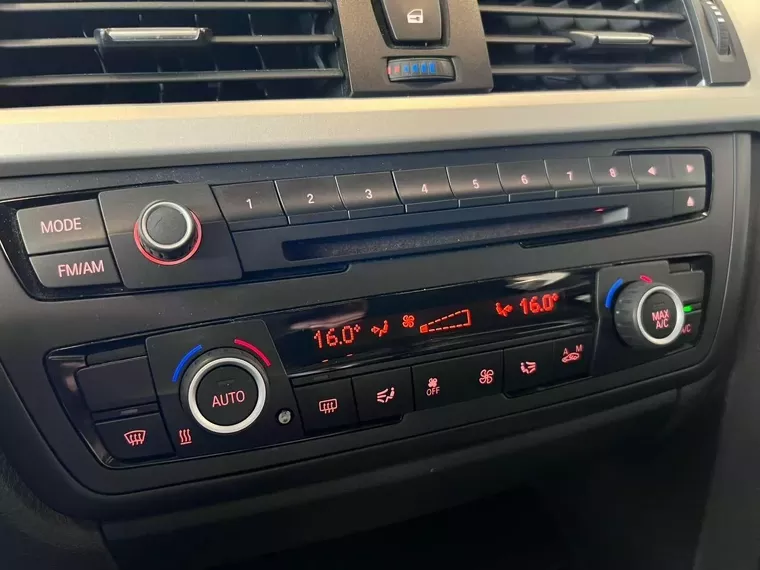 1 2 3 4 5 6 7 8
MODE
FM/AM
16.0° 16.0°
MAX A/C
A/C
AUTO
OFF
A M